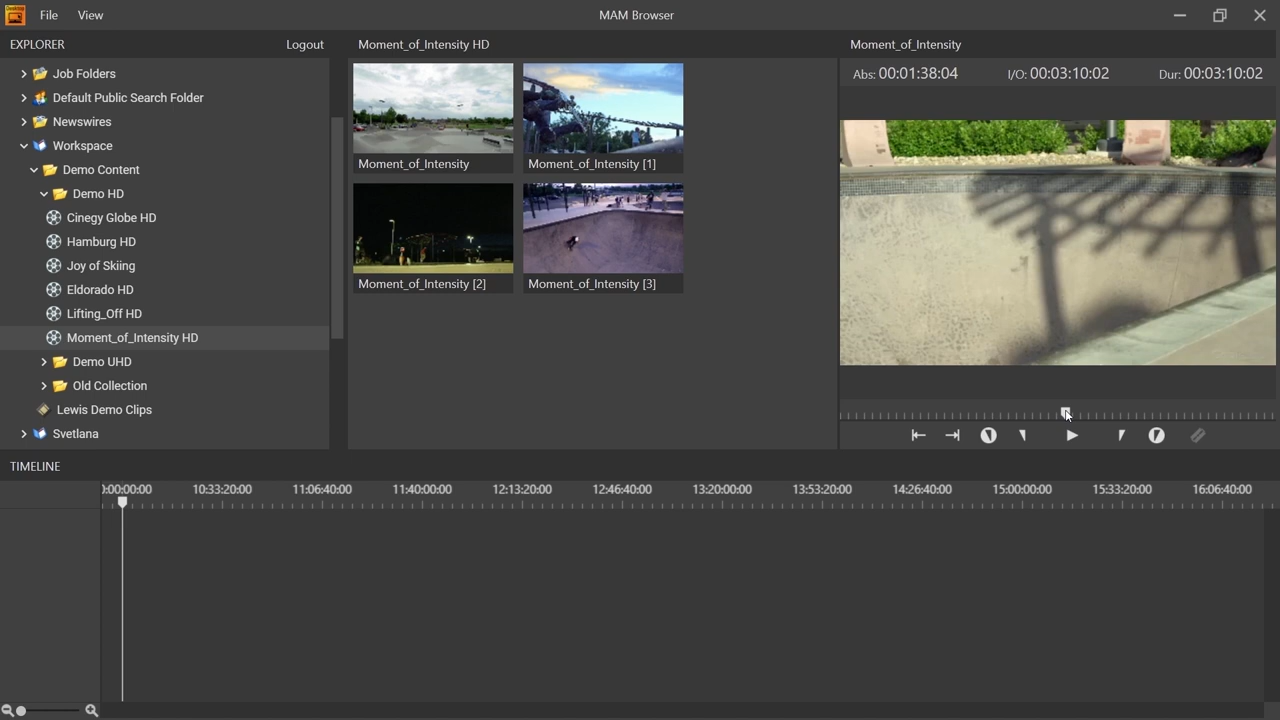 File View MAM Browser
EXPLORER Logout Moment_of_Intensity HD Moment_of_Intensity
Abs: 00:01:38:04 I/O: 00:03:10:02 Dur: 00:03:10:02
Job Folders
Default Public Search Folder
Newswires
Workspace
Demo Content
Demo HD
Cinegy Globe HD
Hamburg HD
Joy of Skiing
Eldorado HD
Lifting_Off HD
Moment_of_Intensity HD
Demo UHD
Old Collection
Lewis Demo Clips
Svetlana
Moment_of_Intensity Moment_of_Intensity [1]
Moment_of_Intensity [2] Moment_of_Intensity [3]
TIMELINE
):00:00:00 10:33:20:00 11:06:40:00 11:40:00:00 12:13:20:00 12:46:40:00 13:20:00:00 13:53:20:00 14:26:40:00 15:00:00:00 15:33:20:00 16:06:40:00